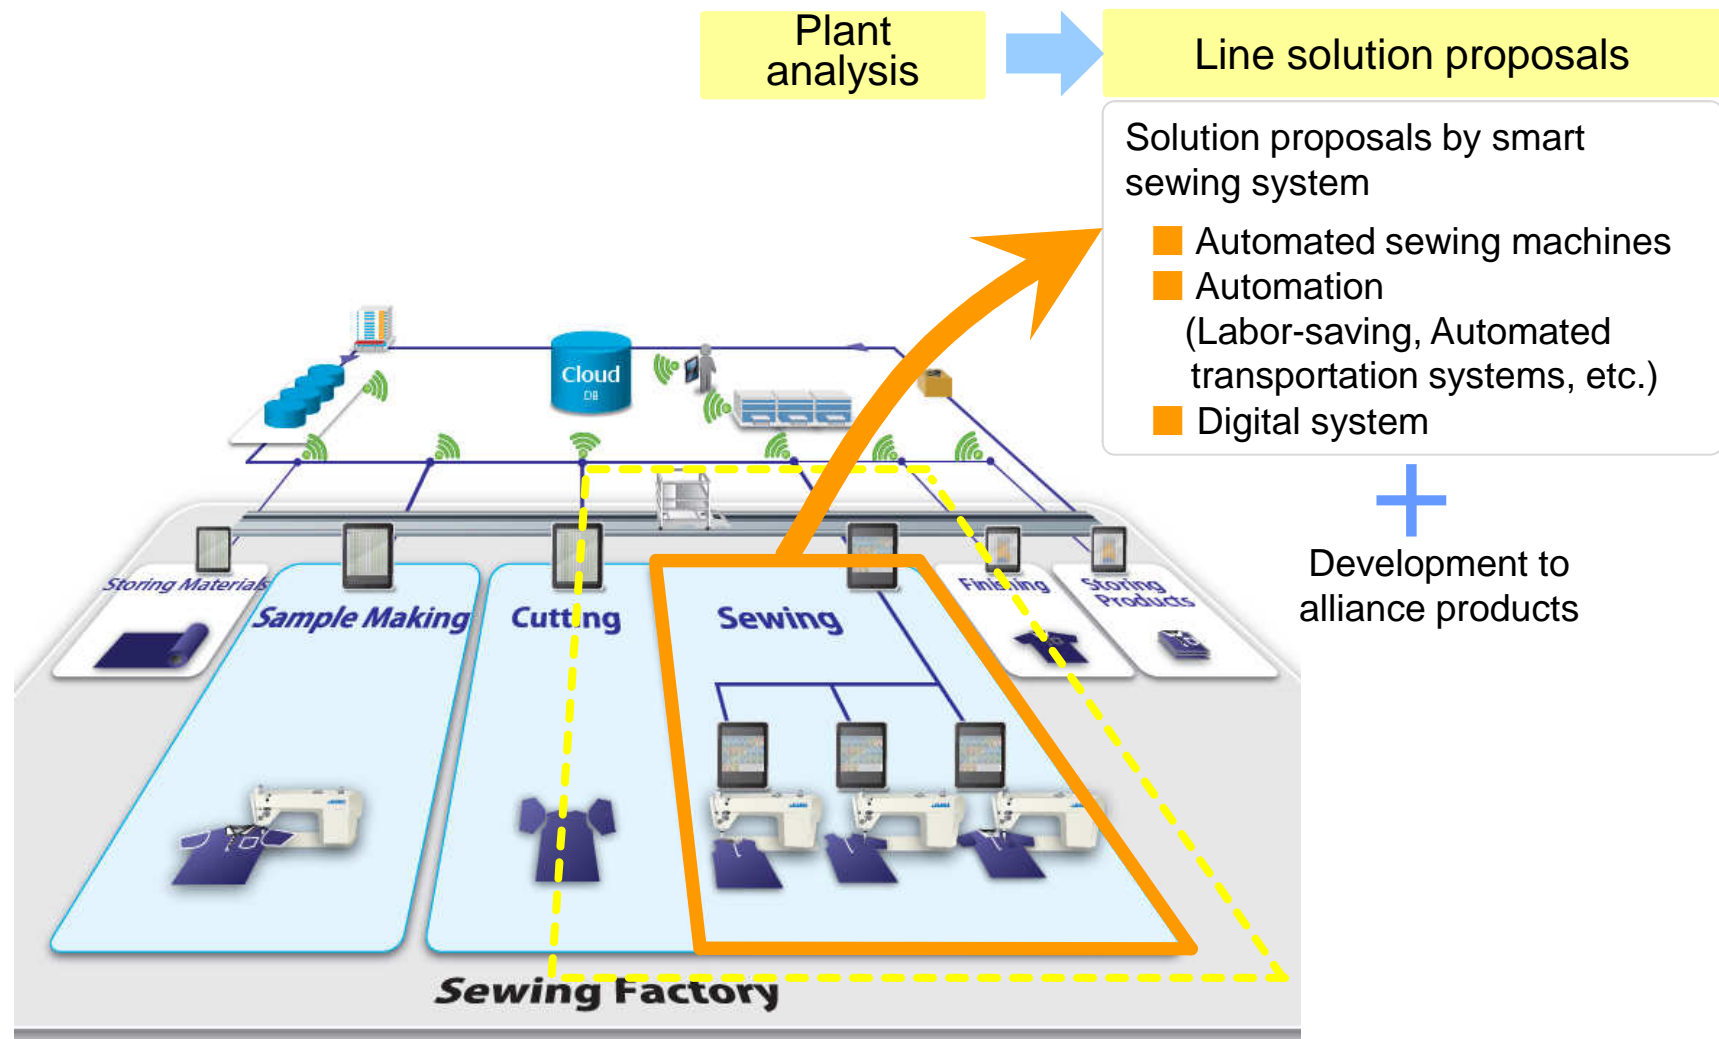 Plant
analysis
Line solution proposals
Solution proposals by smart
sewing system
Automated sewing machines
Automation
(Labor-saving, Automated
transportation systems, etc.)
Digital system
Development to
alliance products
Cloud
DB
Storing Materials
Sample Making
Cutting
Sewing
Finishing
Storing
Products
Sewing Factory